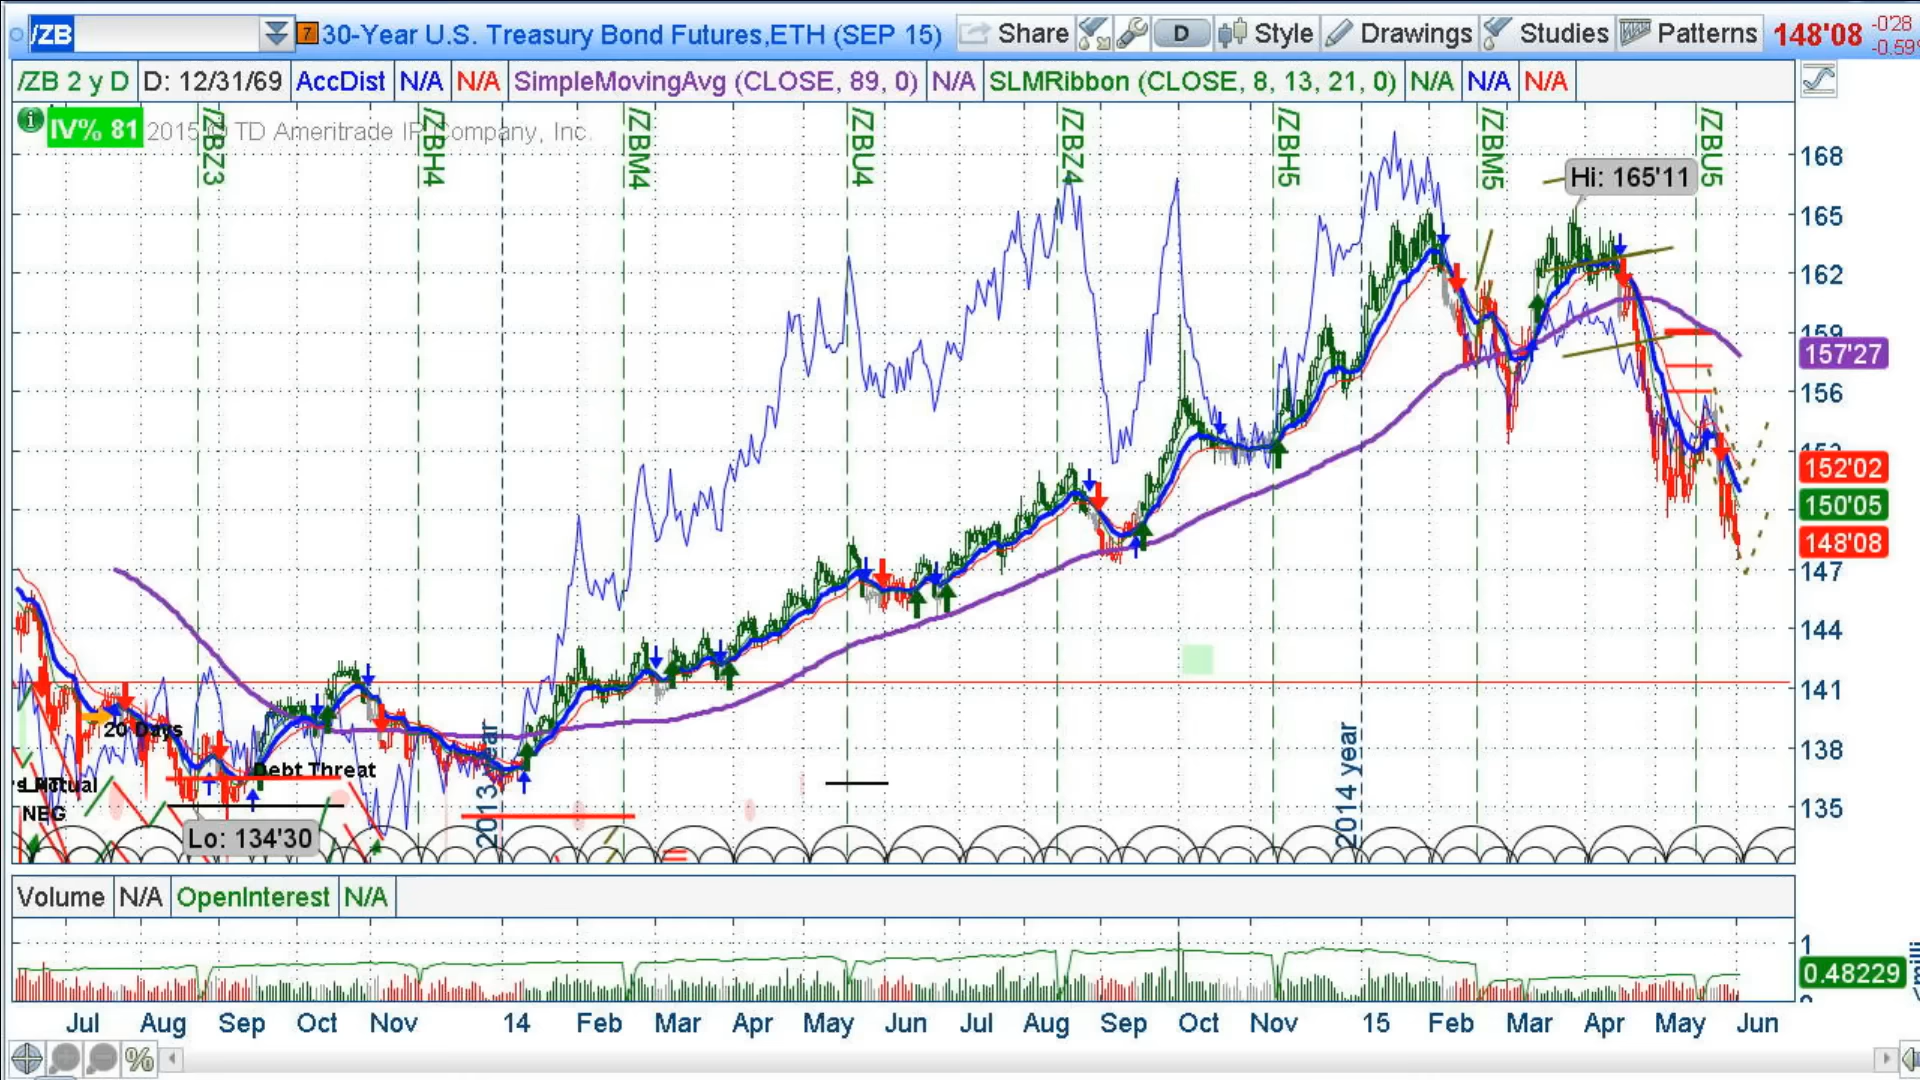 /ZB 7 30-Year U.S. Treasury Bond Futures,ETH (SEP 15) Share D Style Drawings Studies Patterns 148'08 -0'28
-0.59
/ZB 2 y D D: 12/31/69 AccDist N/A N/A SimpleMovingAvg (CLOSE, 89, 0) N/A SLMRibbon (CLOSE, 8, 13, 21, 0) N/A N/A N/A
IV% 81 2015 © TD Ameritrade IP Company, Inc.
/ZBZ3 /ZBH4 /ZBM4 /ZBU4 /ZBZ4 /ZBH5 /ZBM5 /ZBU5
168
Hi: 165'11
165
162
159
157'27
156
152'02
150'05
148'08
147
144
141
20 Days
138
Debt Threat
NEG
135
Lo: 134'30
2013 year
2014 year
Volume N/A OpenInterest N/A
1
0.48229
Jul Aug Sep Oct Nov 14 Feb Mar Apr May Jun Jul Aug Sep Oct Nov 15 Feb Mar Apr May Jun
%